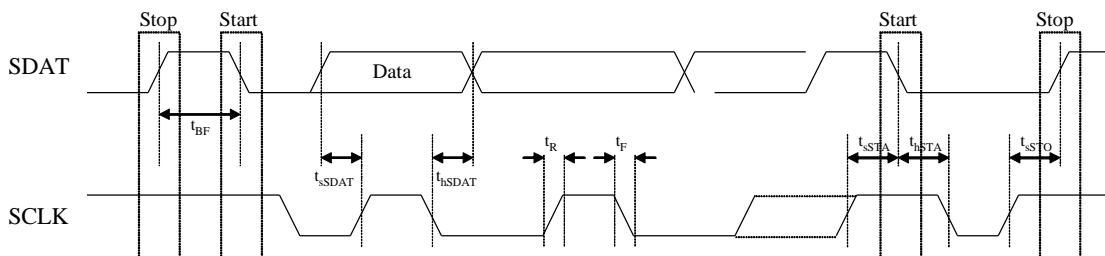 Stop Start Start Stop
SDAT Data
tBF
tR tF tsSTA thSTA tsSTO
tsSDAT thSDAT
SCLK